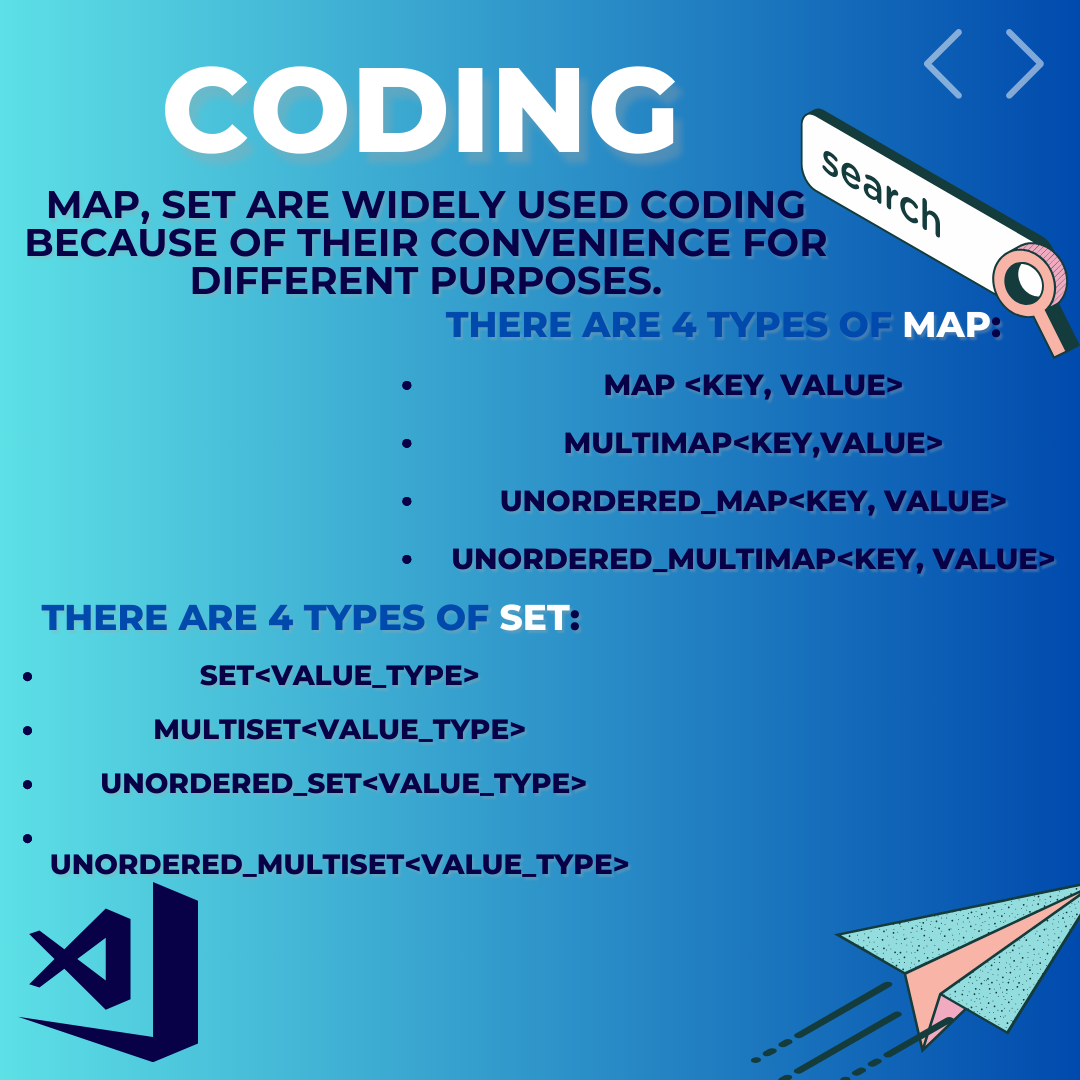 CODING
search
MAP, SET ARE WIDELY USED CODING
BECAUSE OF THEIR CONVENIENCE FOR
DIFFERENT PURPOSES.
THERE ARE 4 TYPES OF MAP:
• MAP <KEY, VALUE>
• MULTIMAP<KEY,VALUE>
• UNORDERED_MAP<KEY, VALUE>
• UNORDERED_MULTIMAP<KEY, VALUE>
THERE ARE 4 TYPES OF SET:
• SET<VALUE_TYPE>
• MULTISET<VALUE_TYPE>
• UNORDERED_SET<VALUE_TYPE>
• UNORDERED_MULTISET<VALUE_TYPE>